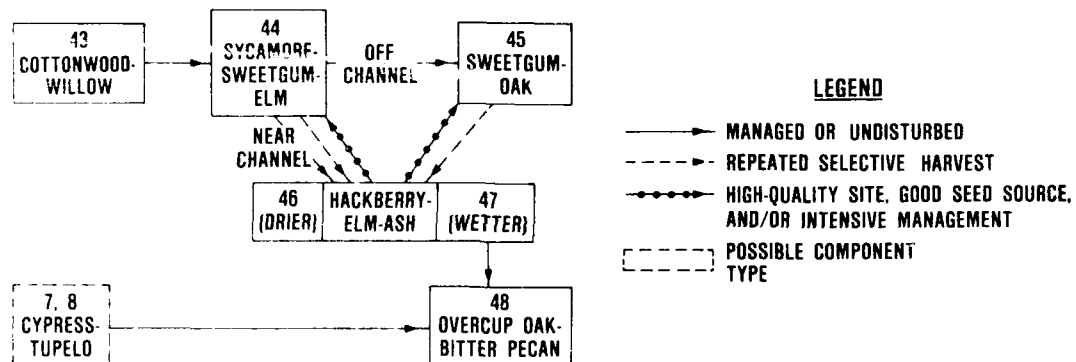 43
COTTONWOOD-
WILLOW
44
SYCAMORE-
SWEETGUM-
ELM
OFF
CHANNEL
45
SWEETGUM-
OAK
NEAR
CHANNEL
46
(DRIER)
HACKBERRY-
ELM-ASH
47
(WETTER)
7, 8
CYPRESS-
TUPELO
48
OVERCUP OAK-
BITTER PECAN
LEGEND
MANAGED OR UNDISTURBED
REPEATED SELECTIVE HARVEST
HIGH-QUALITY SITE, GOOD SEED SOURCE,
AND/OR INTENSIVE MANAGEMENT
POSSIBLE COMPONENT
TYPE